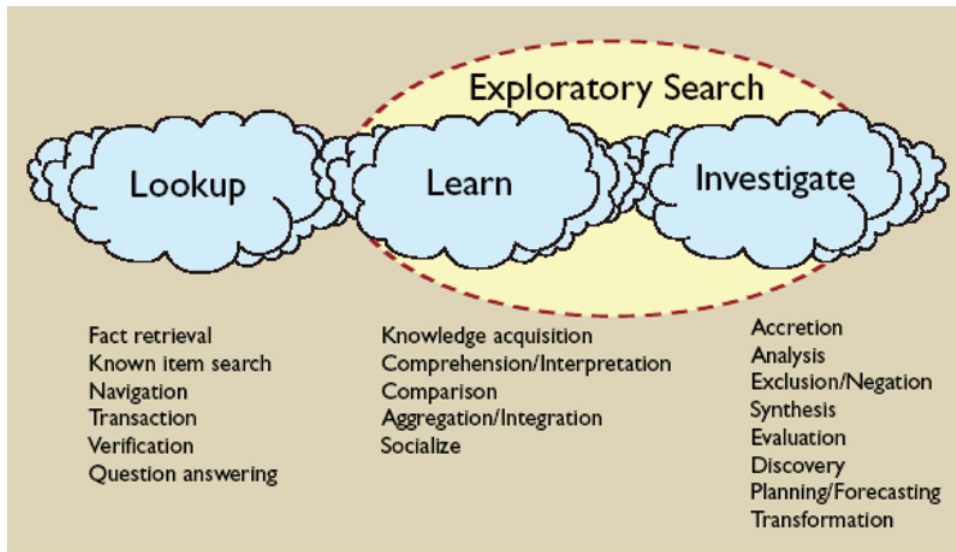 Exploratory Search
Lookup
Learn
Investigate
Fact retrieval
Known item search
Navigation
Transaction
Verification
Question answering
Knowledge acquisition
Comprehension/Interpretation
Comparison
Aggregation/Integration
Socialize
Accretion
Analysis
Exclusion/Negation
Synthesis
Evaluation
Discovery
Planning/Forecasting
Transformation